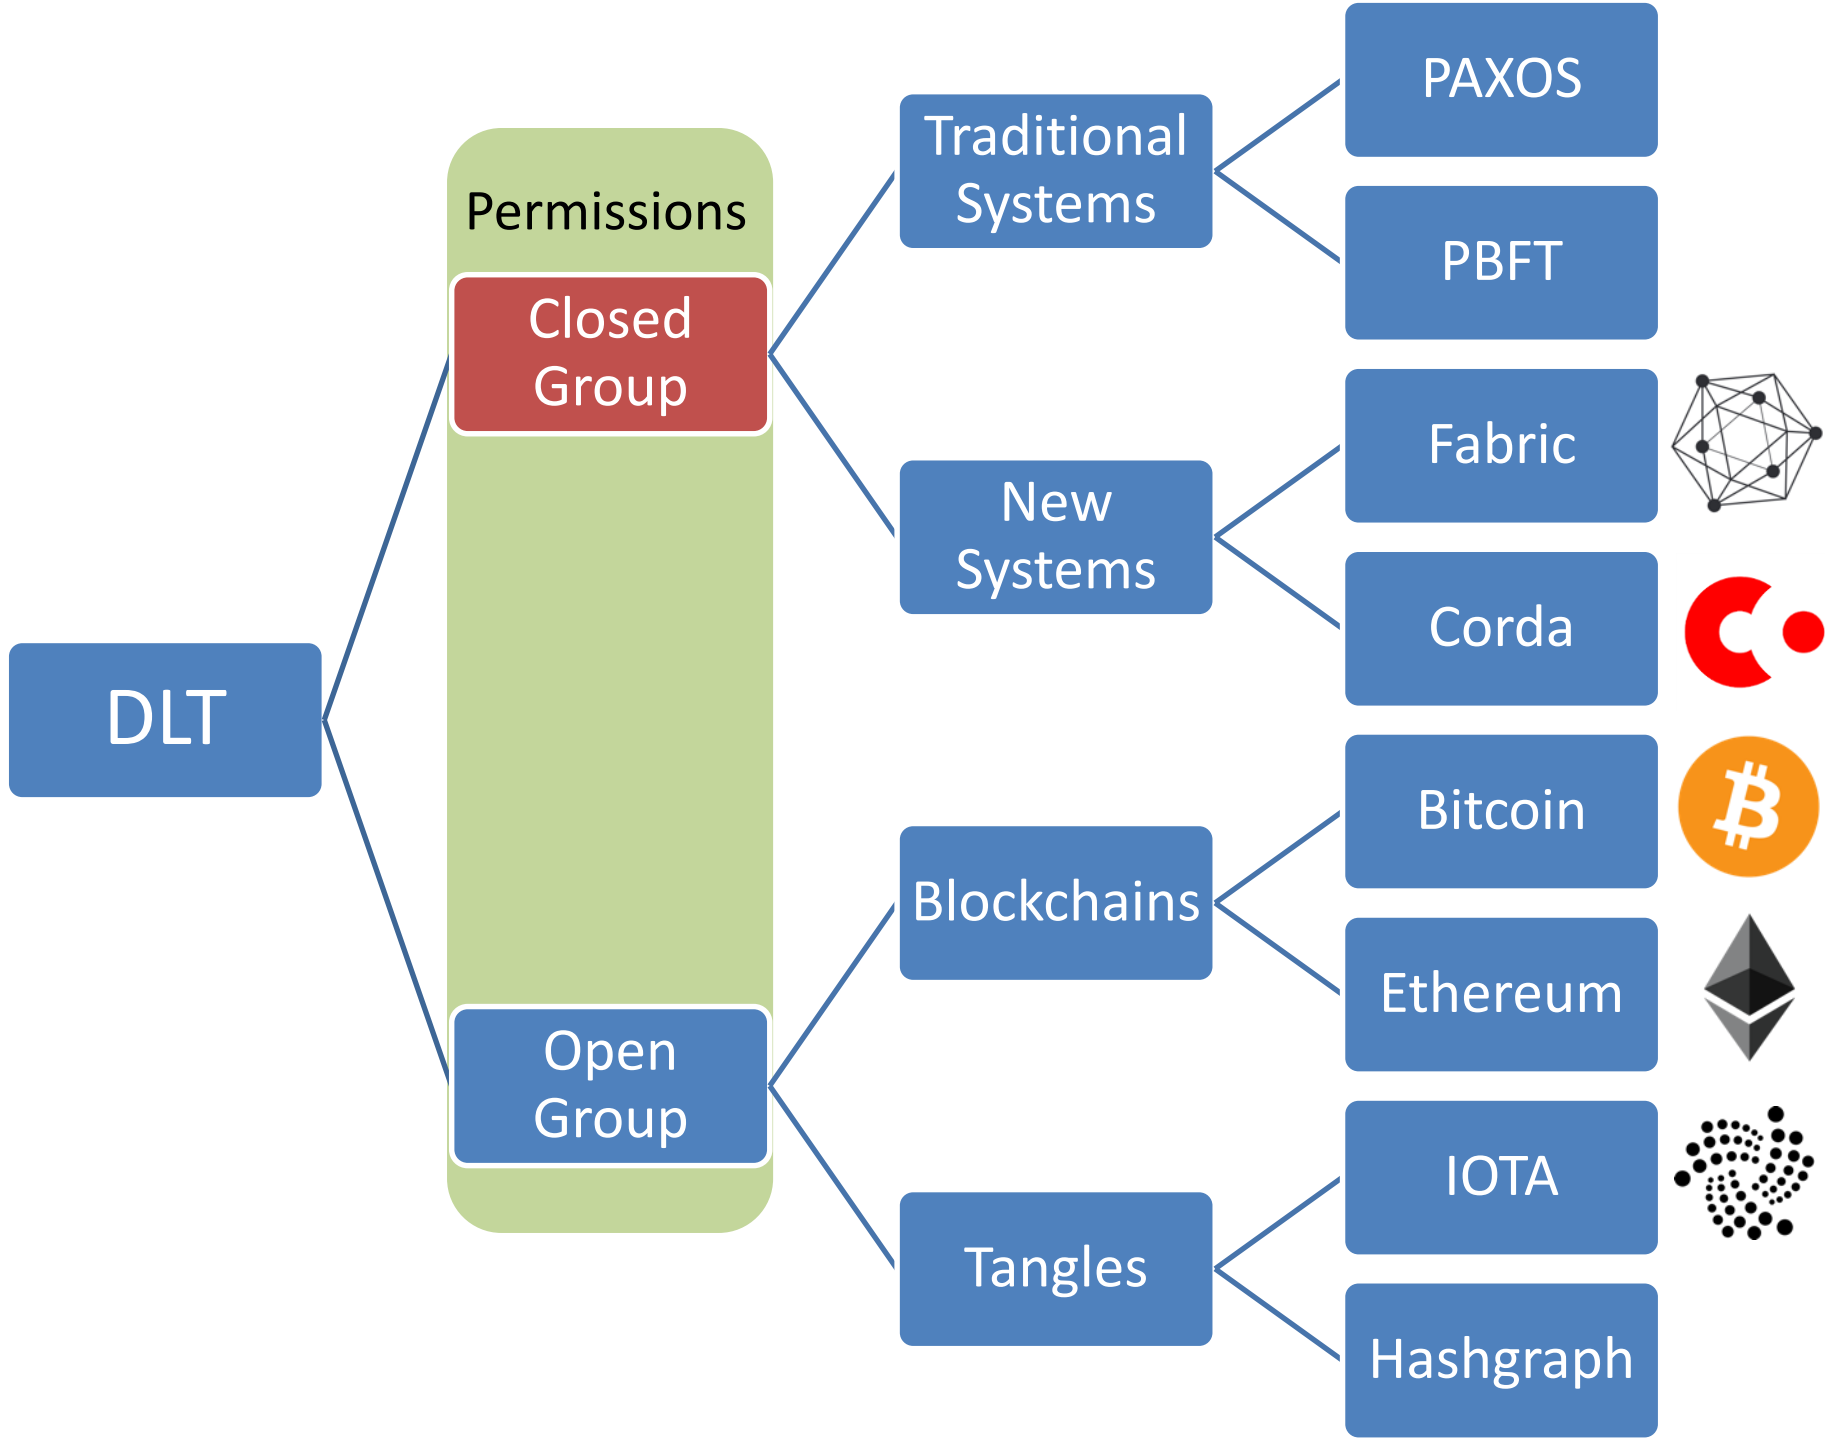 DLT
Permissions
Closed
Group
Open
Group
Traditional
Systems
New
Systems
Blockchains
Tangles
PAXOS
PBFT
Fabric
Corda
Bitcoin
Ethereum
IOTA
Hashgraph